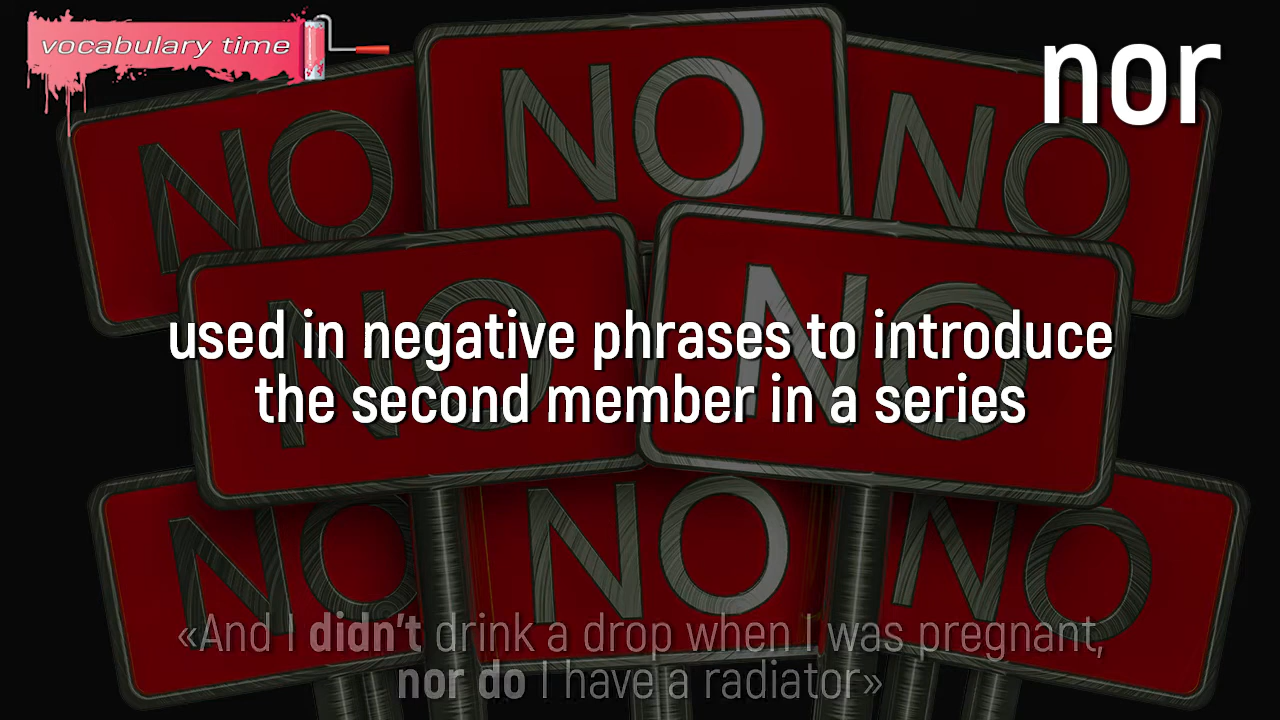 vocabulary time
nor
NO
NO
NO
NO
NO
used in negative phrases to introduce
the second member in a series
NO
NO
NO
«And I didn't drink a drop when I was pregnant,
nor do I have a radiator»